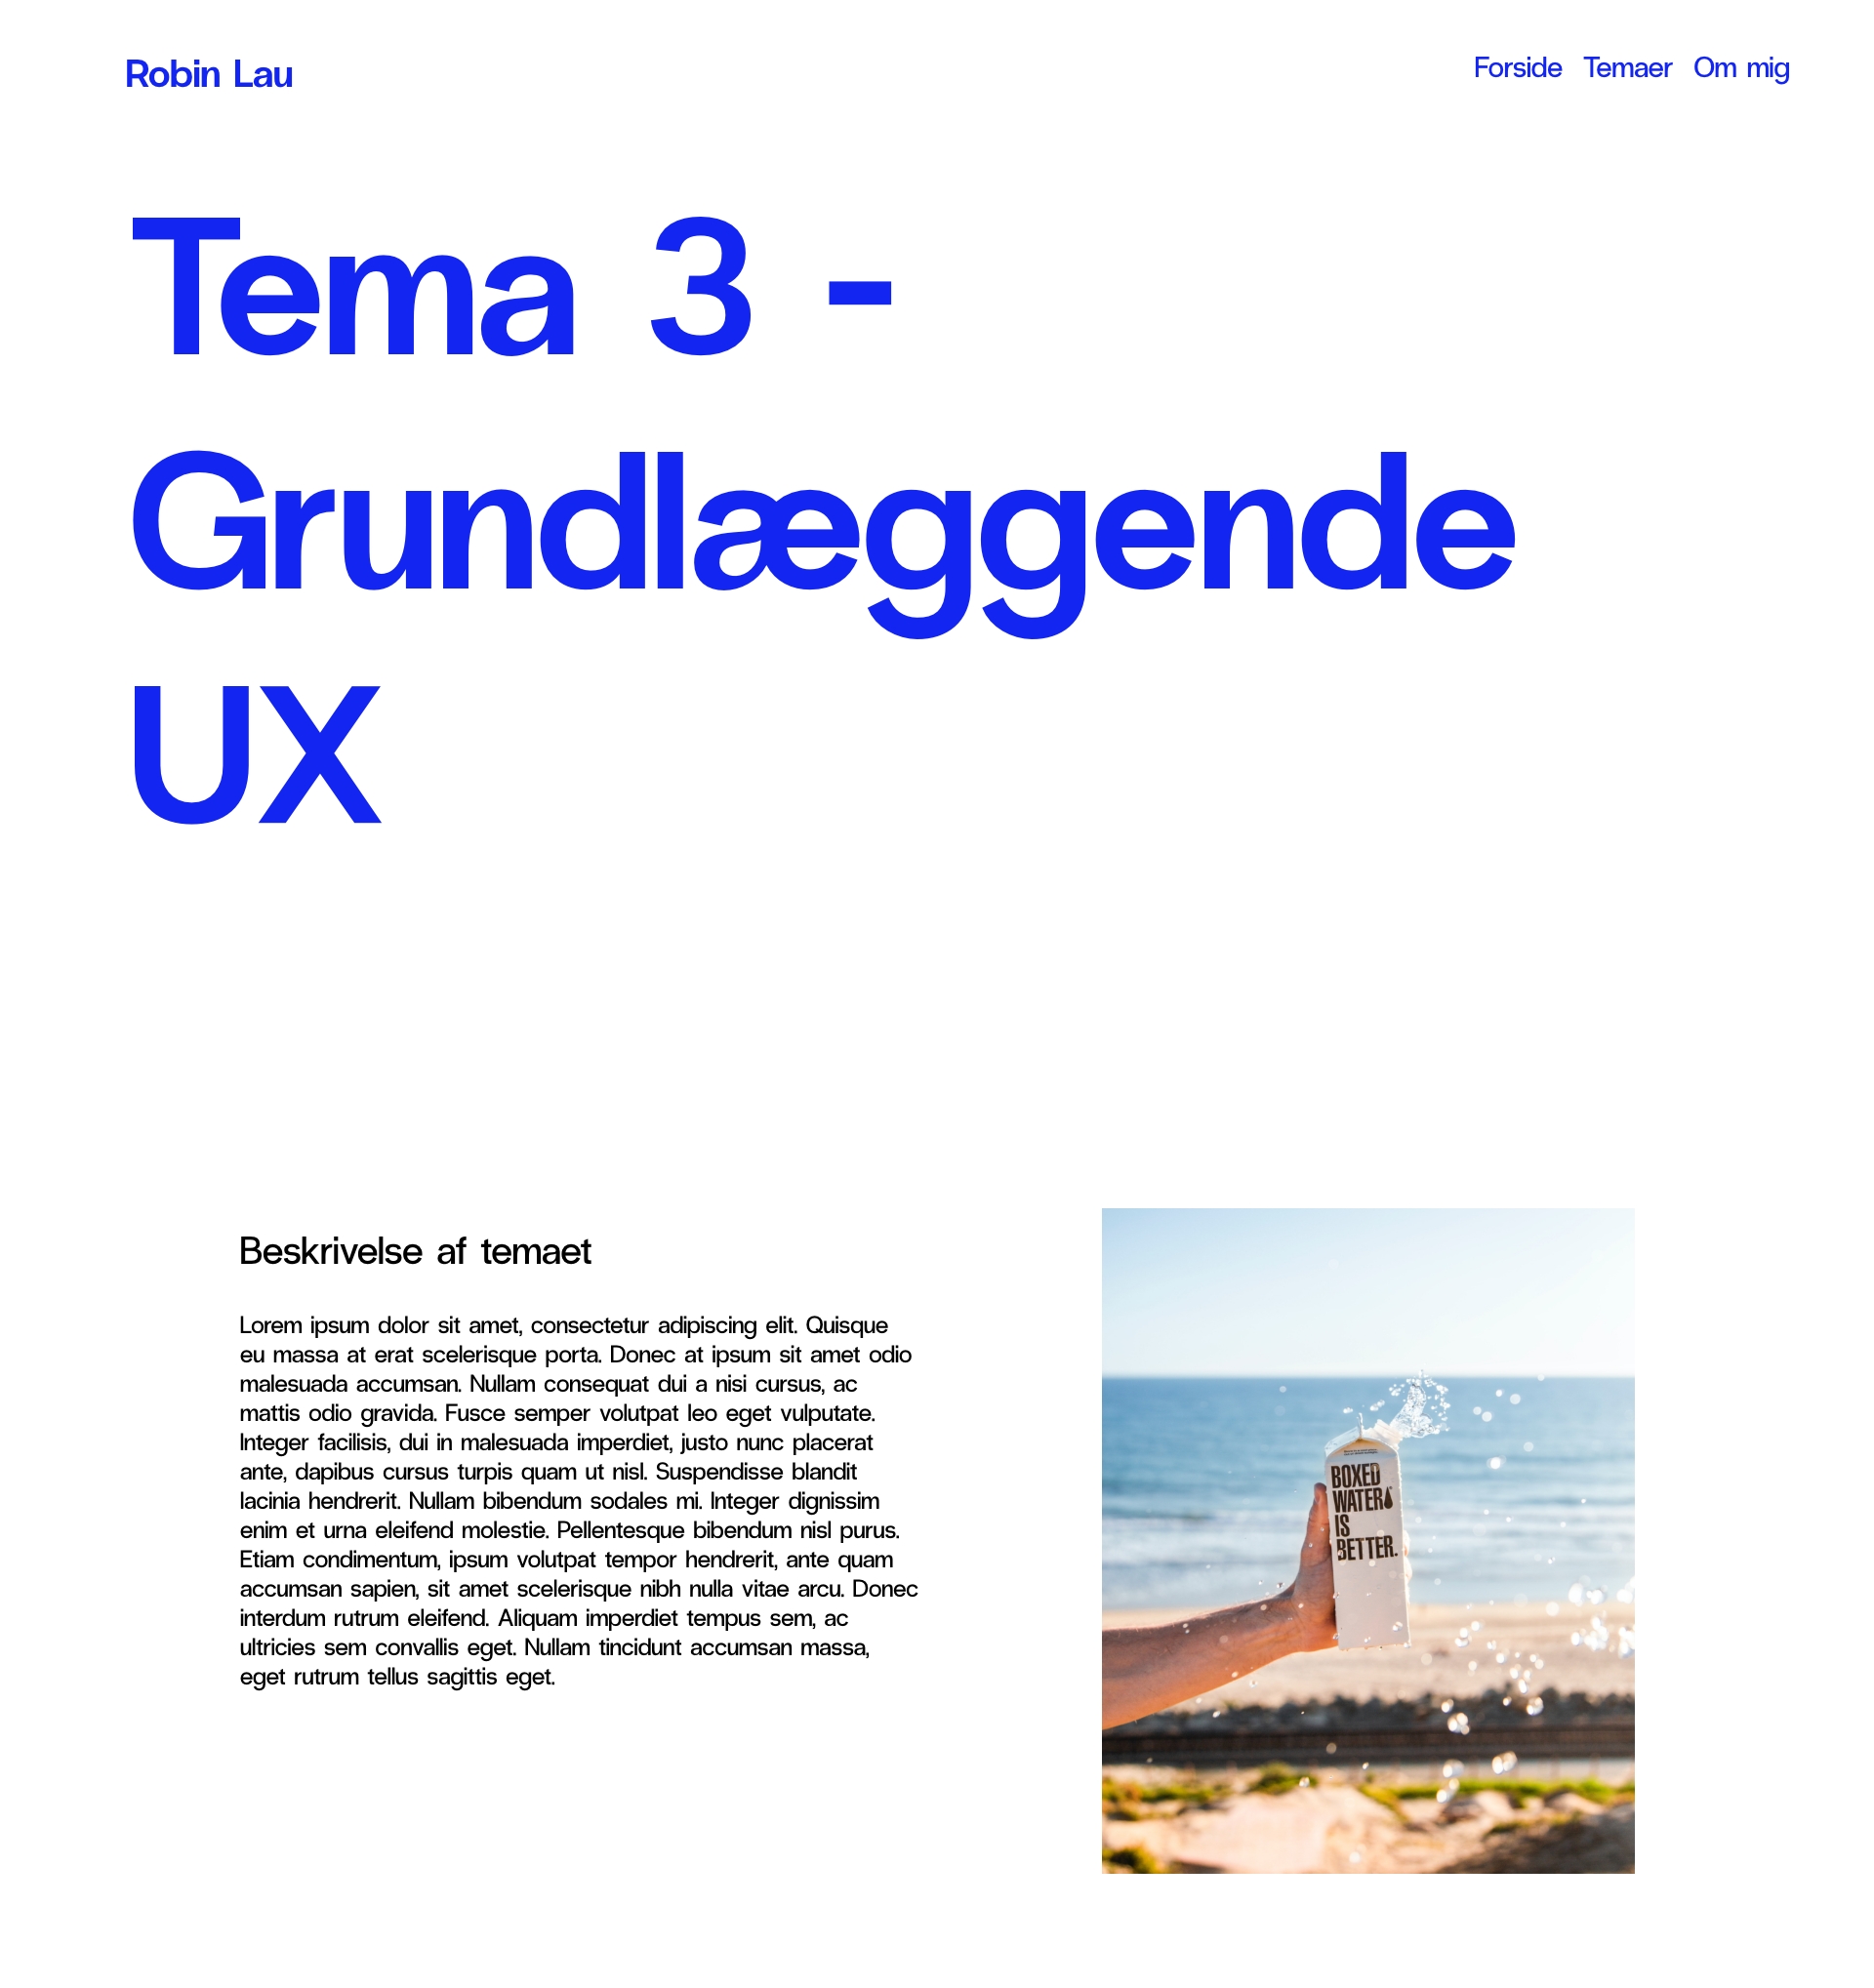 Robin Lau
Forside Temaer Om mig
Tema 3 -
Grundlæggende
UX
Beskrivelse af temaet
Lorem ipsum dolor sit amet, consectetur adipiscing elit. Quisque
eu massa at erat scelerisque porta. Donec at ipsum sit amet odio
malesuada accumsan. Nullam consequat dui a nisi cursus, ac
mattis odio gravida. Fusce semper volutpat leo eget vulputate.
Integer facilisis, dui in malesuada imperdiet, justo nunc placerat
ante, dapibus cursus turpis quam ut nisl. Suspendisse blandit
lacinia hendrerit. Nullam bibendum sodales mi. Integer dignissim
enim et urna eleifend molestie. Pellentesque bibendum nisl purus.
Etiam condimentum, ipsum volutpat tempor hendrerit, ante quam
accumsan sapien, sit amet scelerisque nibh nulla vitae arcu. Donec
interdum rutrum eleifend. Aliquam imperdiet tempus sem, ac
ultricies sem convallis eget. Nullam tincidunt accumsan massa,
eget rutrum tellus sagittis eget.
BOXED
WATER
IS
BETTER.